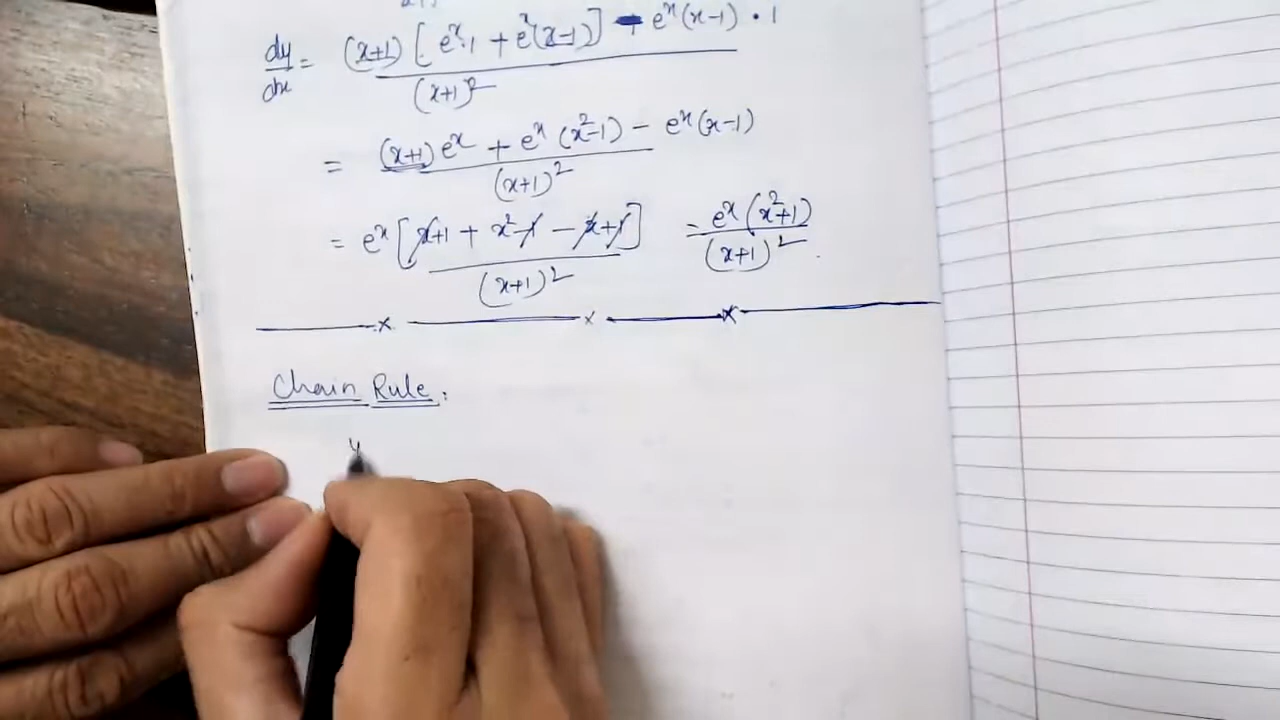 dy/dx = (x+1) [e^x.1 + e^x(x-1)] - e^x(x-1) · 1 / (x+1)^2
= (x+1) e^x + e^x (x^2-1) - e^x (x-1) / (x+1)^2
= e^x [x+1 + x^2-1 - x+1] / (x+1)^2 = e^x (x^2+1) / (x+1)^2
x x x
Chain Rule:
y